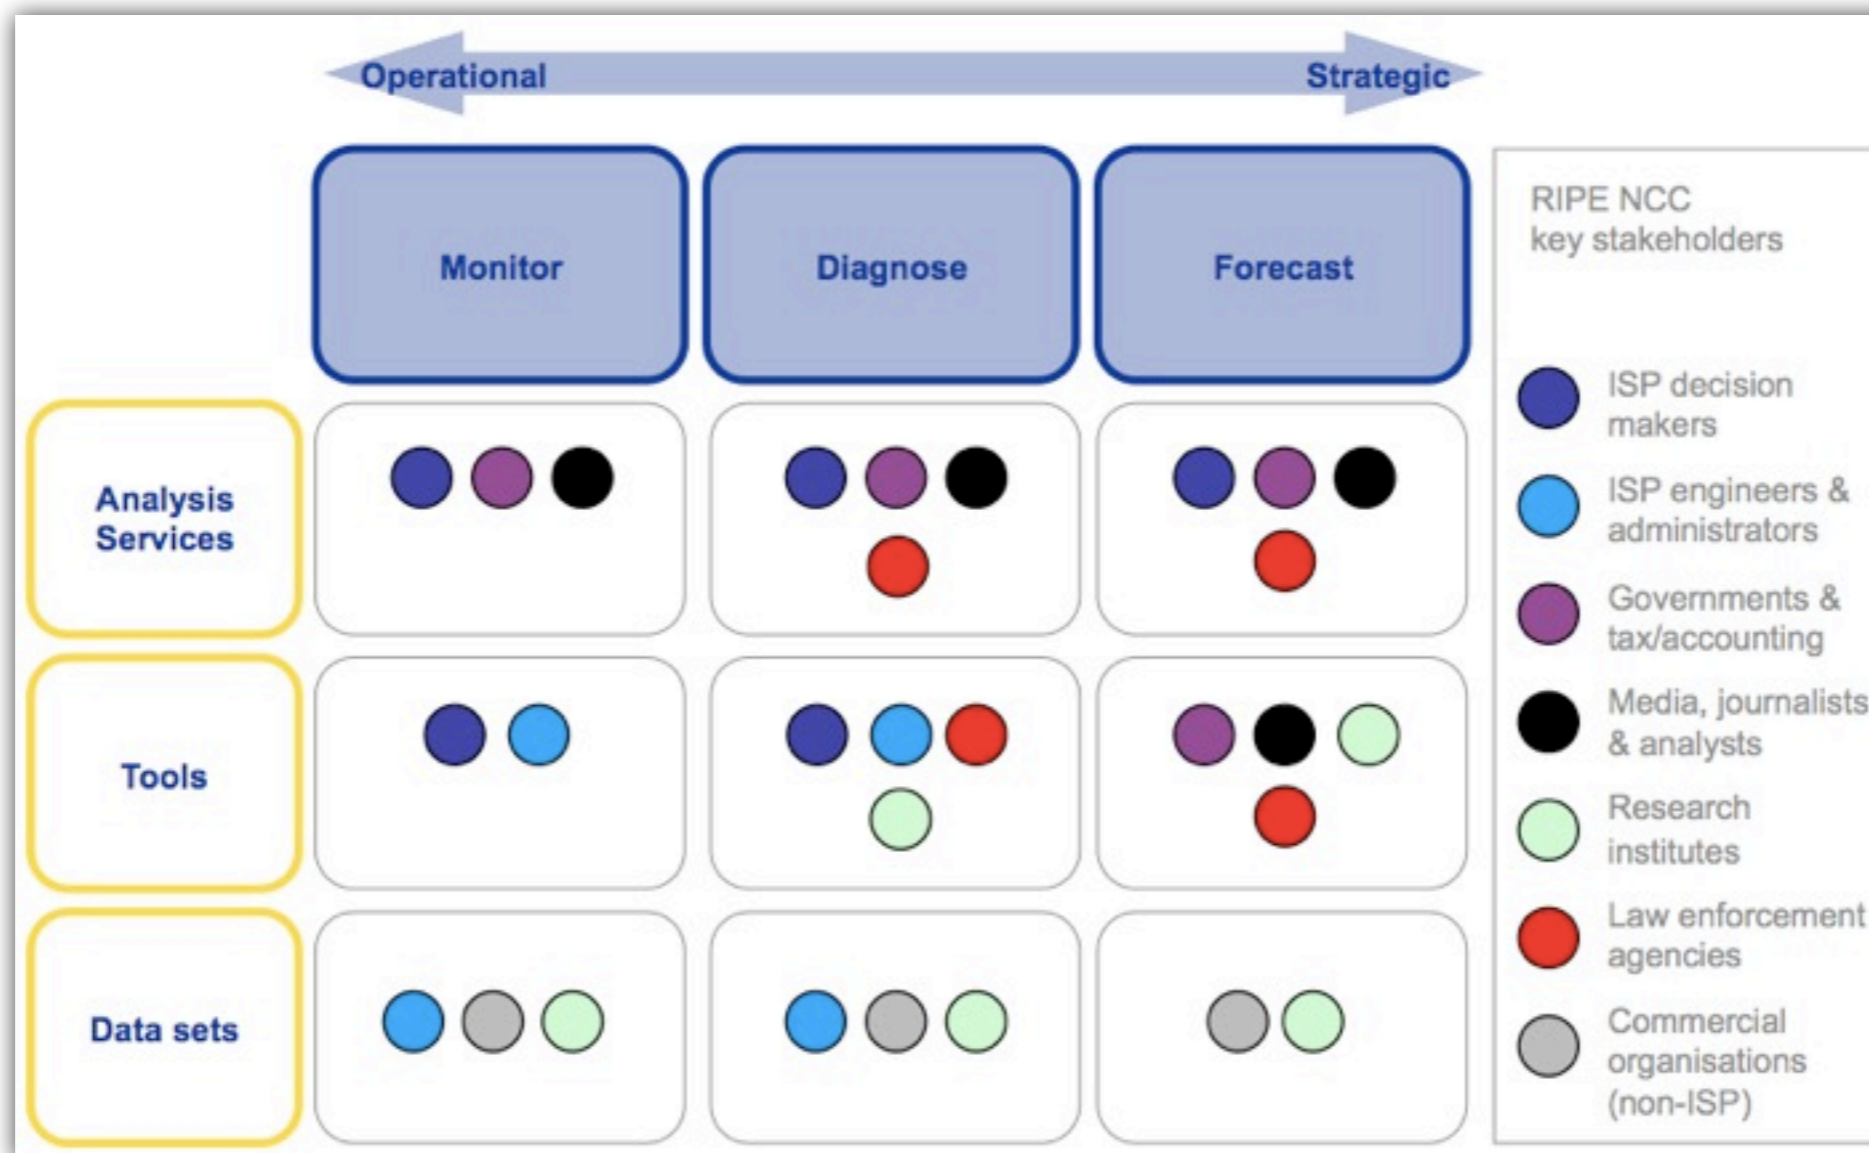 Operational
Strategic
Monitor
Diagnose
Forecast
RIPE NCC
key stakeholders
Analysis
Services
Tools
Data sets
ISP decision
makers
ISP engineers &
administrators
Governments &
tax/accounting
Media, journalists
& analysts
Research
institutes
Law enforcement
agencies
Commercial
organisations
(non-ISP)